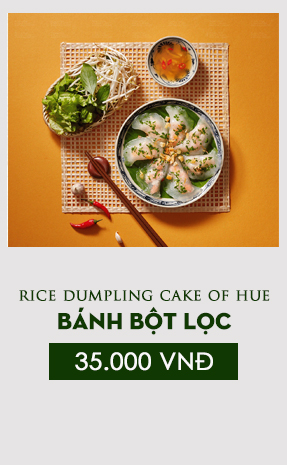 RICE DUMPLING CAKE OF HUE
BÁNH BỘT LỌC
35.000 VNĐ